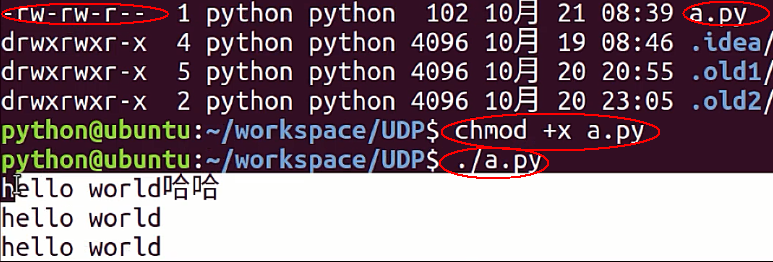 -rw-rw-r-- 1 python python 102 10月 21 08:39 a.py
drwxrwxr-x 4 python python 4096 10月 19 08:46 .idea/
drwxrwxr-x 5 python python 4096 10月 20 20:55 .old1/
drwxrwxr-x 2 python python 4096 10月 20 23:05 .old2/
python@ubuntu:~/workspace/UDP$ chmod +x a.py
python@ubuntu:~/workspace/UDP$ ./a.py
hello world哈哈
hello world
hello world